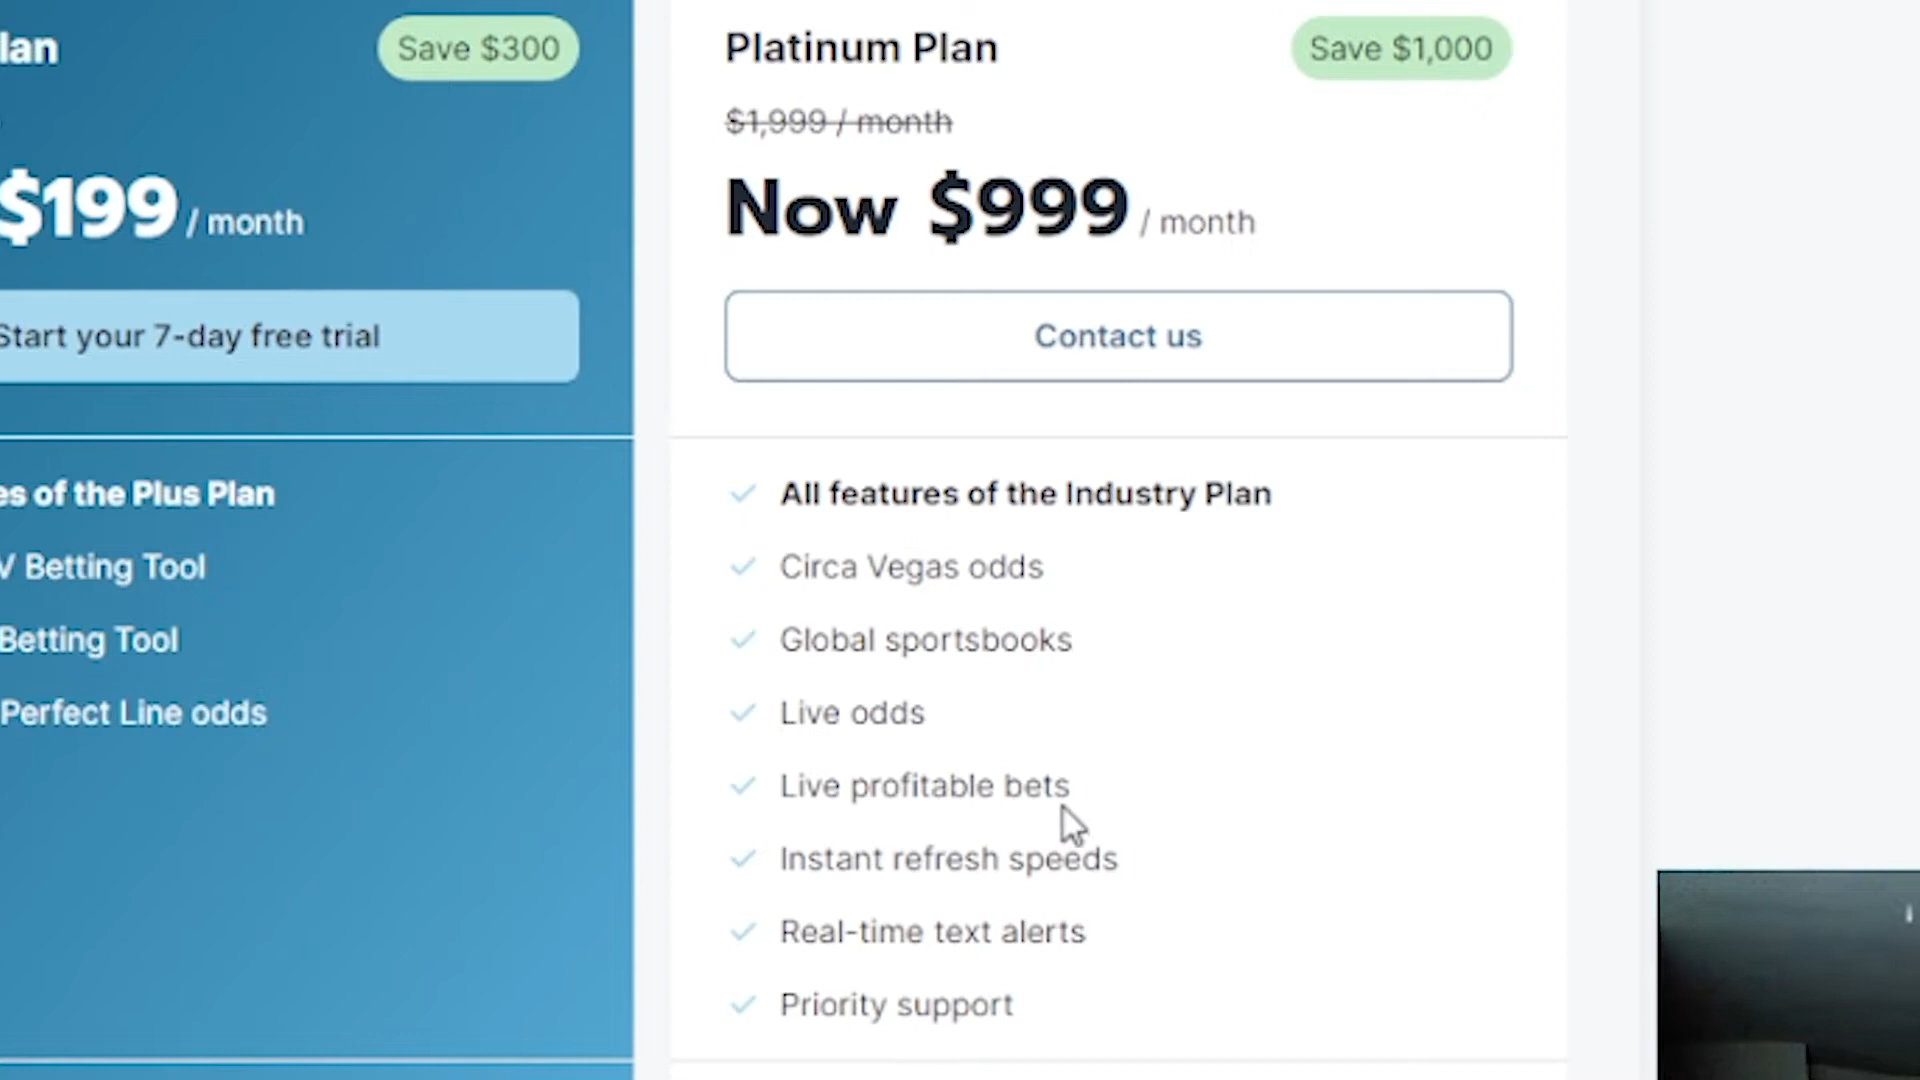 lan
Save $300
$199 / month
Start your 7-day free trial
es of the Plus Plan
V Betting Tool
Betting Tool
Perfect Line odds
Platinum Plan
Save $1,000
$1,999 / month
Now $999 / month
Contact us
All features of the Industry Plan
Circa Vegas odds
Global sportsbooks
Live odds
Live profitable bets
Instant refresh speeds
Real-time text alerts
Priority support